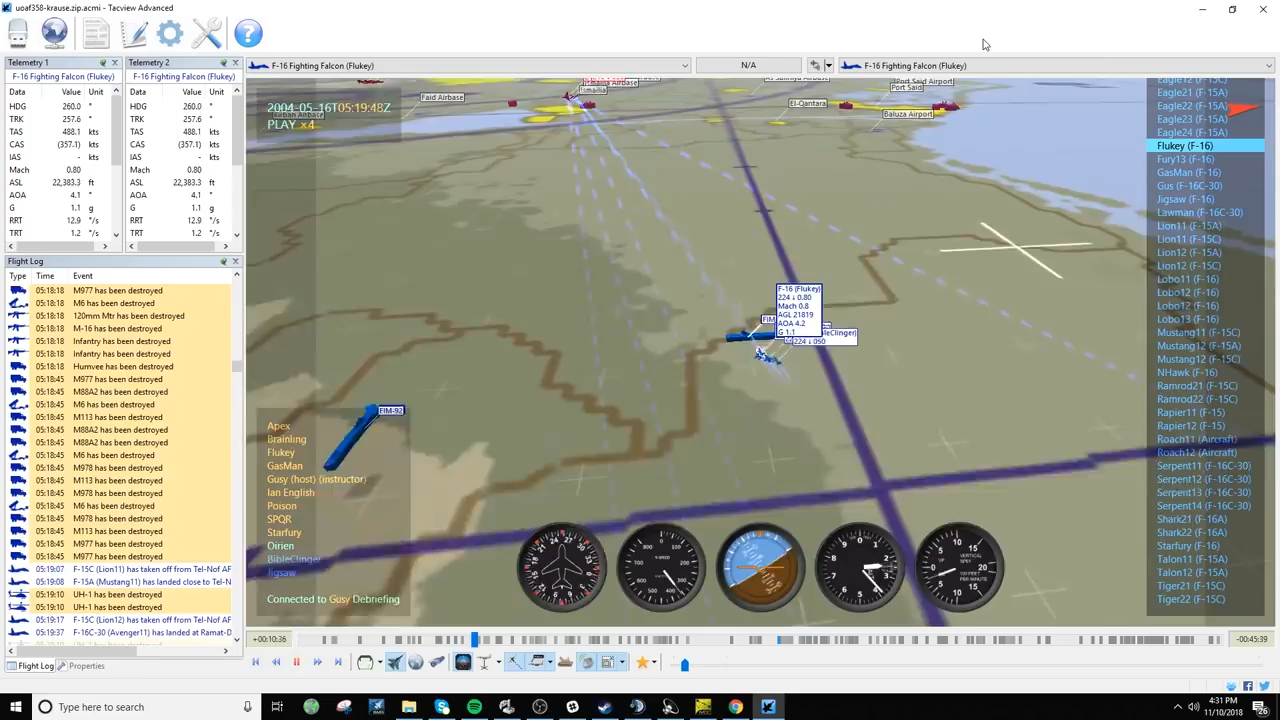 uoaf358-krause.zip.acmi - Tacview Advanced
Telemetry 1
Telemetry 2
F-16 Fighting Falcon (Flukey)
F-16 Fighting Falcon (Flukey)
F-16 Fighting Falcon (Flukey)
N/A
F-16 Fighting Falcon (Flukey)
Data Value Unit
HDG 260.0 °
TRK 257.6 °
TAS 488.1 kts
CAS (357.1) kts
IAS - kts
Mach 0.80
ASL 22,383.3 ft
AOA 4.1 °
G 1.1 g
RRT 12.9 °/s
TRT 1.2 °/s
Data Value Unit
HDG 260.0 °
TRK 257.6 °
TAS 488.1 kts
CAS (357.1) kts
IAS - kts
Mach 0.80
ASL 22,383.3 ft
AOA 4.1 °
G 1.1 g
RRT 12.9 °/s
TRT 1.2 °/s
Flight Log
Type Time Event
05:18:18 M977 has been destroyed
05:18:18 M6 has been destroyed
05:18:18 120mm Mtr has been destroyed
05:18:18 M-16 has been destroyed
05:18:18 Infantry has been destroyed
05:18:18 Infantry has been destroyed
05:18:18 Humvee has been destroyed
05:18:45 M977 has been destroyed
05:18:45 M88A2 has been destroyed
05:18:45 M6 has been destroyed
05:18:45 M113 has been destroyed
05:18:45 M88A2 has been destroyed
05:18:45 M88A2 has been destroyed
05:18:45 M6 has been destroyed
05:18:45 M978 has been destroyed
05:18:45 M113 has been destroyed
05:18:45 M978 has been destroyed
05:18:45 M6 has been destroyed
05:18:45 M978 has been destroyed
05:18:45 M113 has been destroyed
05:18:45 M977 has been destroyed
05:18:45 M977 has been destroyed
05:19:07 F-15C (Lion11) has taken off from Tel-Nof AF
05:19:08 F-15A (Mustang11) has landed close to Tel-N
05:19:10 UH-1 has been destroyed
05:19:10 UH-1 has been destroyed
05:19:17 F-15C (Lion12) has taken off from Tel-Nof AF
05:19:37 F-16C-30 (Avenger11) has landed at Ramat-D
Flight Log
Properties
2004-05-16T05:19:48Z
PLAY ×4
Faid Airbase
Ismailia
El-Qantara
Port Said Airport
Port Said
Baluza Airport
F-16 (Flukey)
224 ↓ 0.80
Mach 0.8
AGL 21819
AOA 4.2
G 1.1
224 ↓ 050
FIM-92
Apex
Brainling
Flukey
GasMan
Gusy (host) (instructor)
Ian English
Poison
SPQR
Starfury
Oirien
BibleClinger
Jigsaw
Connected to Gusy Debriefing
Eagle12 (F-15C)
Eagle21 (F-15A)
Eagle22 (F-15A)
Eagle23 (F-15A)
Eagle24 (F-15A)
Flukey (F-16)
Fury13 (F-16)
GasMan (F-16)
Gus (F-16C-30)
Jigsaw (F-16)
Lawman (F-16C-30)
Lion11 (F-15A)
Lion11 (F-15C)
Lion12 (F-15A)
Lion12 (F-15C)
Lobo11 (F-16)
Lobo12 (F-16)
Lobo12 (F-16)
Lobo13 (F-16)
Mustang11 (F-15C)
Mustang12 (F-15A)
Mustang12 (F-15C)
NHawk (F-16)
Ramrod21 (F-15C)
Ramrod22 (F-15C)
Rapier11 (F-15)
Rapier12 (F-15)
Roach11 (Aircraft)
Roach12 (Aircraft)
Serpent11 (F-16C-30)
Serpent12 (F-16C-30)
Serpent13 (F-16C-30)
Serpent14 (F-16C-30)
Shark21 (F-16A)
Shark22 (F-16A)
Starfury (F-16)
Talon11 (F-15A)
Talon12 (F-15A)
Tiger21 (F-15C)
Tiger22 (F-15C)
VERTICAL
SPEED
+00:10:36
-00:45:39
Type here to search
4:31 PM
11/10/2018
26